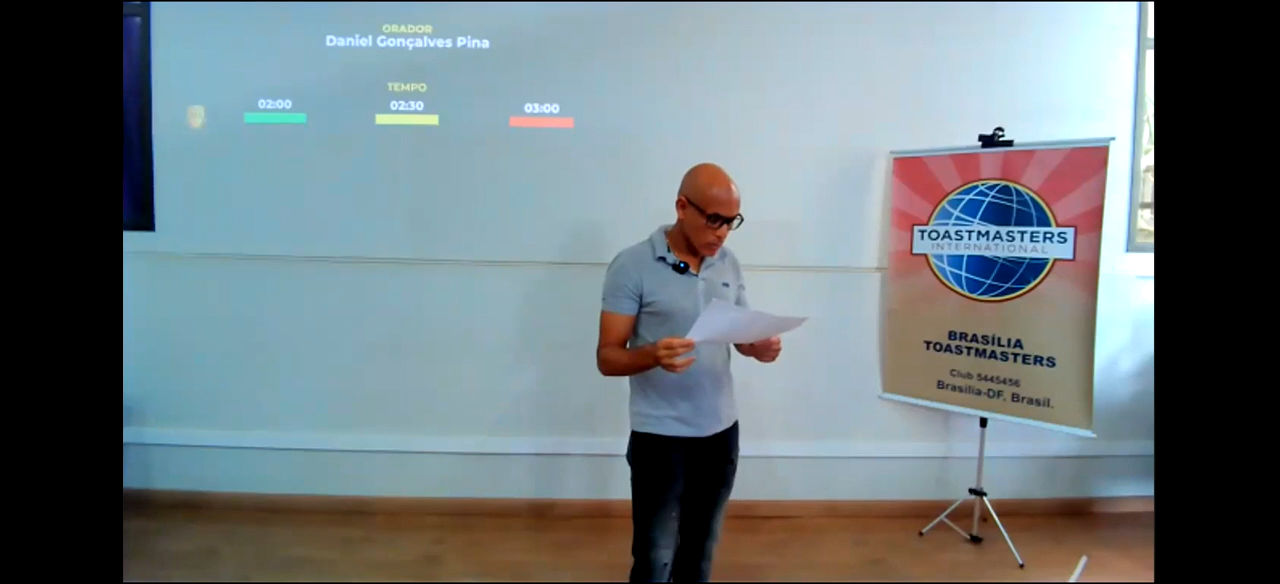 ORADOR
Daniel Gonçalves Pina
TEMPO
02:00
02:30
03:00
TOASTMASTERS
INTERNATIONAL
BRASÍLIA
TOASTMASTERS
Club 5445456
Brasília-DF, Brasil.